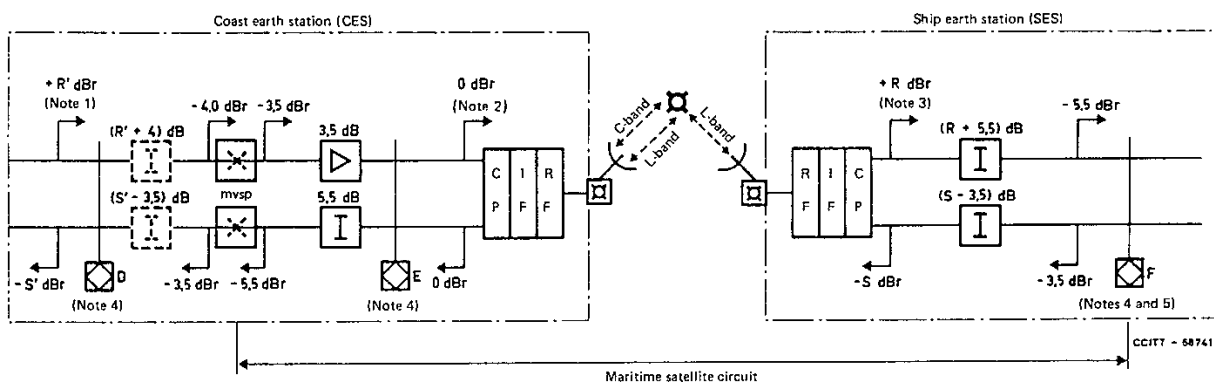 Coast earth station (CES)
Ship earth station (SES)
+ R' dBr
(Note 1)
- 4,0 dBr
- 3,5 dBr
0 dBr
(Note 2)
(R' + 4) dB
3,5 dB
mvsp
(S' - 3,5) dB
5,5 dB
- S' dBr
D
(Note 4)
- 3,5 dBr
- 5,5 dBr
E
(Note 4)
0 dBr
C I R
P F F
C-band
L-band
L-band
+ R dBr
(Note 3)
(R + 5,5) dB
- 5,5 dBr
R I C
F F P
(S - 3,5) dB
- S dBr
- 3,5 dBr
F
(Notes 4 and 5)
CCITT - 68741
Maritime satellite circuit